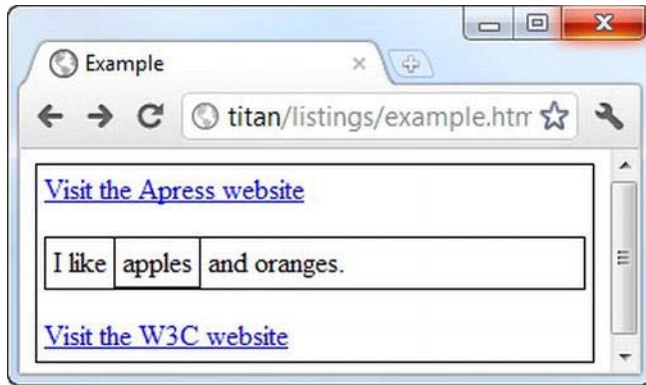 Example
titan/listings/example.htm
Visit the Apress website
I like apples and oranges.
Visit the W3C website